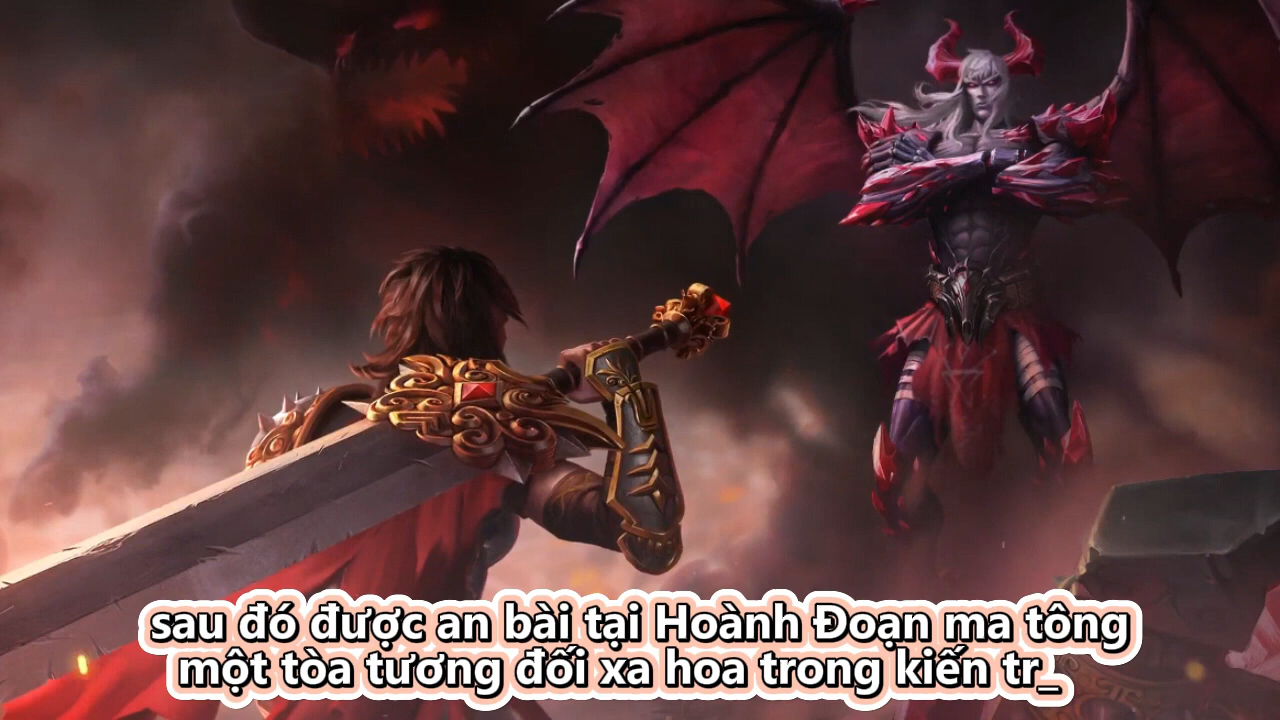 sau đó được an bài tại Hoành Đoạn ma tông
một tòa tương đối xa hoa trong kiến tr_